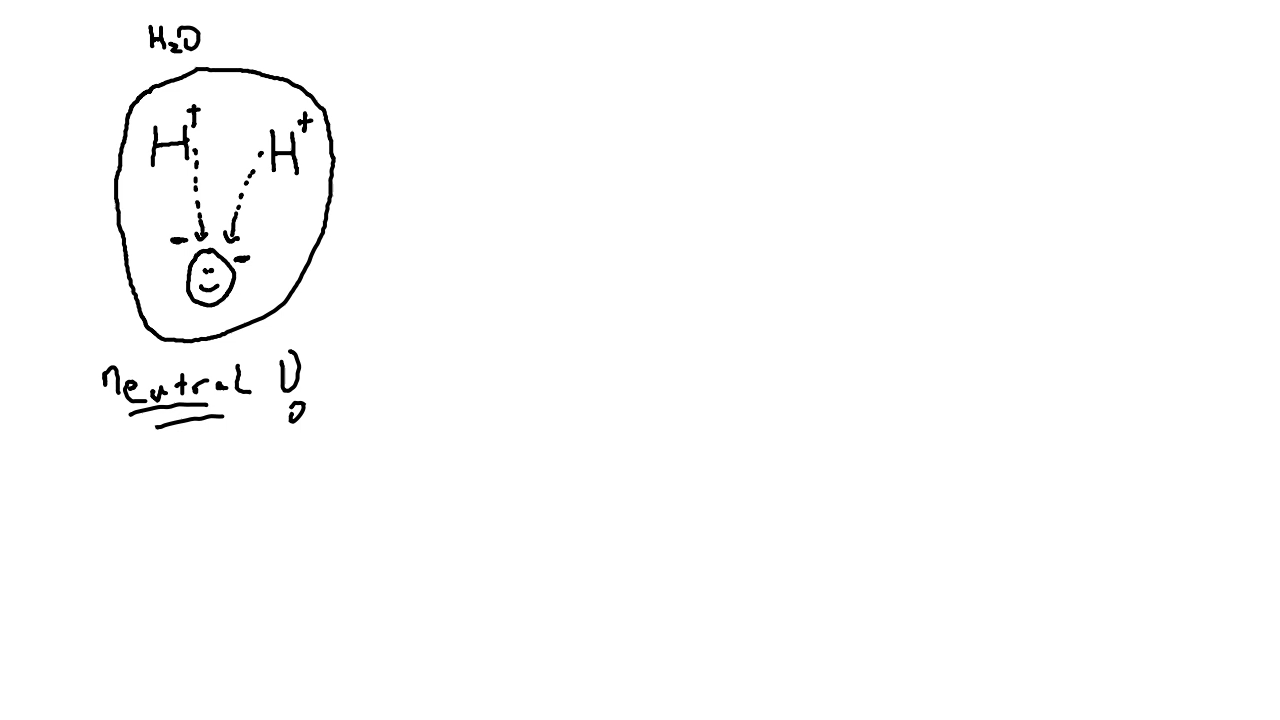 H₂O
H⁺ H⁺
- -
neutral !